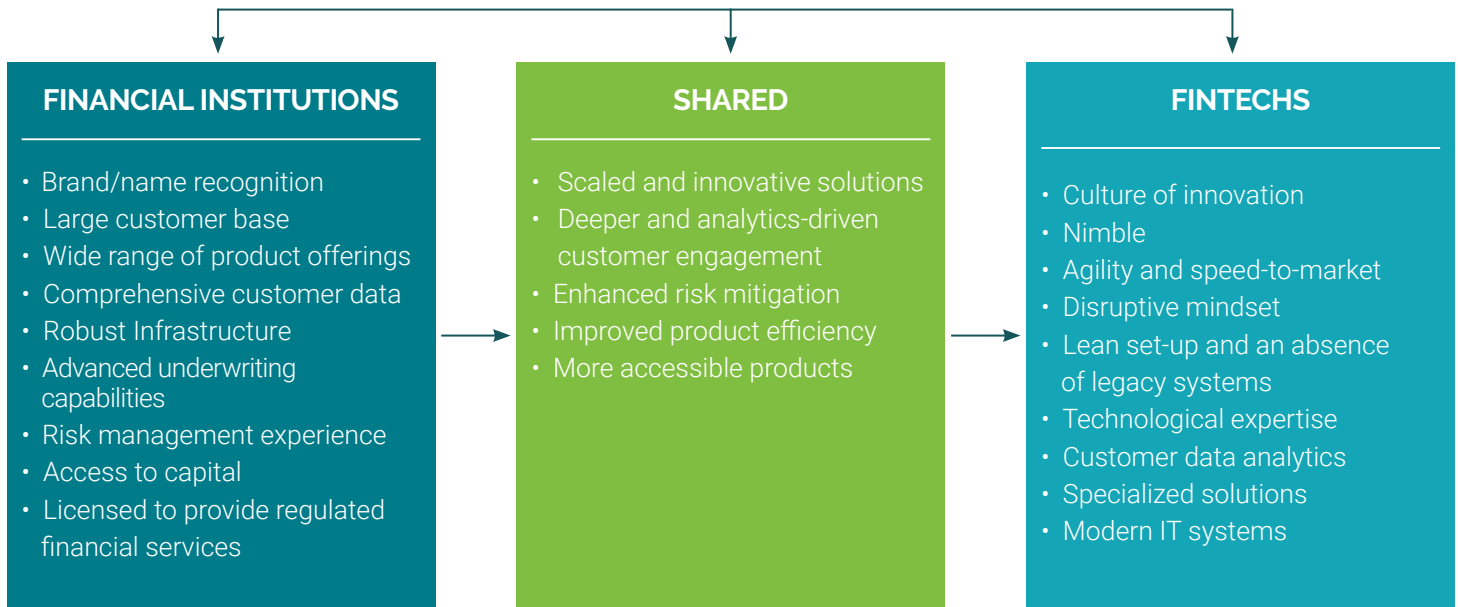 FINANCIAL INSTITUTIONS
• Brand/name recognition
• Large customer base
• Wide range of product offerings
• Comprehensive customer data
• Robust Infrastructure
• Advanced underwriting
capabilities
• Risk management experience
• Access to capital
• Licensed to provide regulated
financial services
SHARED
• Scaled and innovative solutions
• Deeper and analytics-driven
customer engagement
• Enhanced risk mitigation
• Improved product efficiency
• More accessible products
FINTECHS
• Culture of innovation
• Nimble
• Agility and speed-to-market
• Disruptive mindset
• Lean set-up and an absence
of legacy systems
• Technological expertise
• Customer data analytics
• Specialized solutions
• Modern IT systems